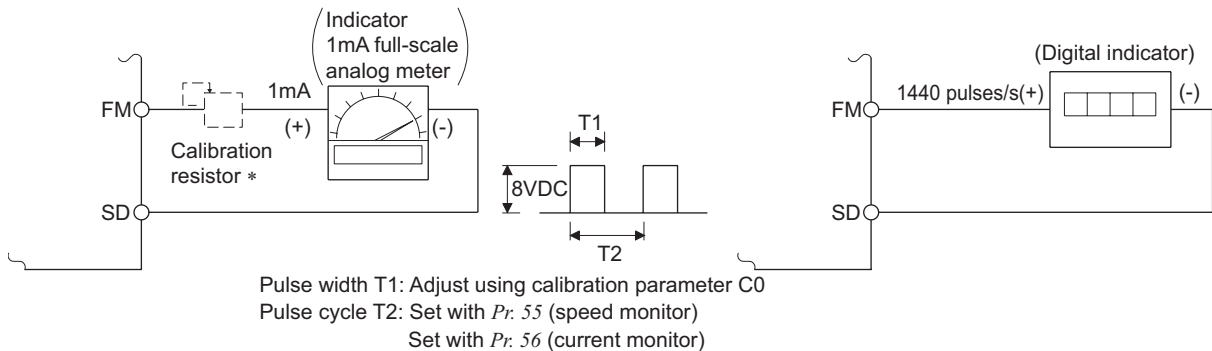 Indicator
1mA full-scale
analog meter
1mA
FM
(+)
(-)
Calibration
resistor *
SD
T1
8VDC
T2
(Digital indicator)
FM
1440 pulses/s(+)
(-)
SD
Pulse width T1: Adjust using calibration parameter C0
Pulse cycle T2: Set with Pr. 55 (speed monitor)
Set with Pr. 56 (current monitor)